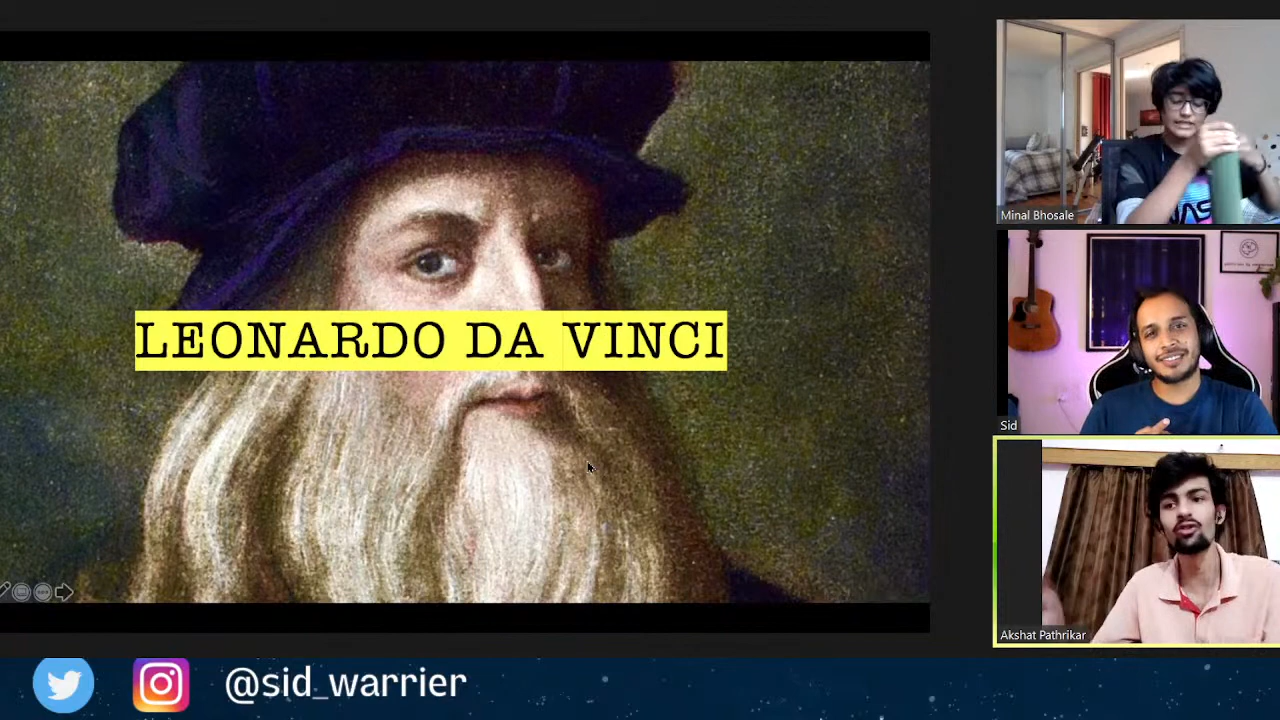 LEONARDO DA VINCI
Minal Bhosale
Sid
Akshat Pathrikar
@sid_warrier